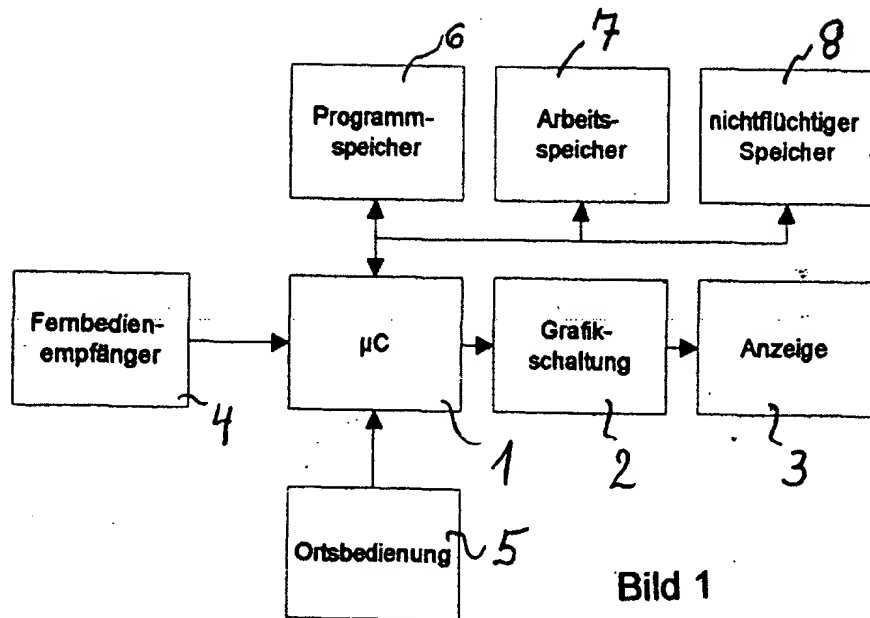 6
7
8
Programm-
speicher
Arbeits-
speicher
nichtflüchtiger
Speicher
Fernbedien-
empfänger
µC
Grafik-
schaltung
Anzeige
4
1
2
3
Ortsbedienung
5
Bild 1